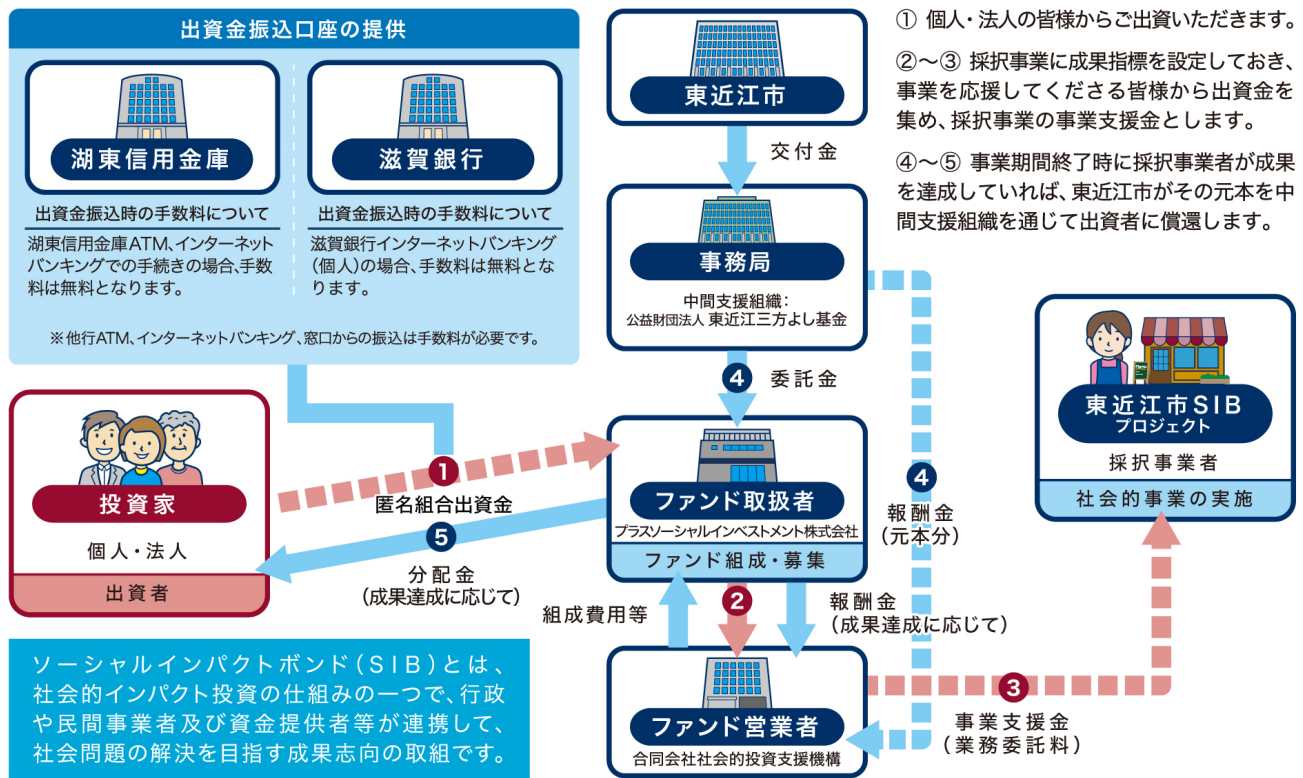 出資金振込口座の提供
湖東信用金庫
滋賀銀行
出資金振込時の手数料について
湖東信用金庫ATM、インターネット
バンキングでの手続きの場合、手数
料は無料となります。
出資金振込時の手数料について
滋賀銀行インターネットバンキング
(個人)の場合、手数料は無料とな
ります。
※他行ATM、インターネットバンキング、窓口からの振込は手数料が必要です。
東近江市
交付金
事務局
中間支援組織:
公益財団法人 東近江三方よし基金
① 個人・法人の皆様からご出資いただきます。
②〜③ 採択事業に成果指標を設定しておき、
事業を応援してくださる皆様から出資金を
集め、採択事業の事業支援金とします。
④〜⑤ 事業期間終了時に採択事業者が成果
を達成していれば、東近江市がその元本を中
間支援組織を通じて出資者に償還します。
4 委託金
投資家
個人・法人
出資者
1
匿名組合出資金
5
分配金
(成果達成に応じて)
ファンド取扱者
プラスソーシャルインベストメント株式会社
ファンド組成・募集
4
報酬金
(元本分)
東近江市SIB
プロジェクト
採択事業者
社会的事業の実施
組成費用等
2
報酬金
(成果達成に応じて)
ファンド営業者
合同会社社会的投資支援機構
3
事業支援金
(業務委託料)
ソーシャルインパクトボンド(SIB)とは、
社会的インパクト投資の仕組みの一つで、行政
や民間事業者及び資金提供者等が連携して、
社会問題の解決を目指す成果志向の取組です。